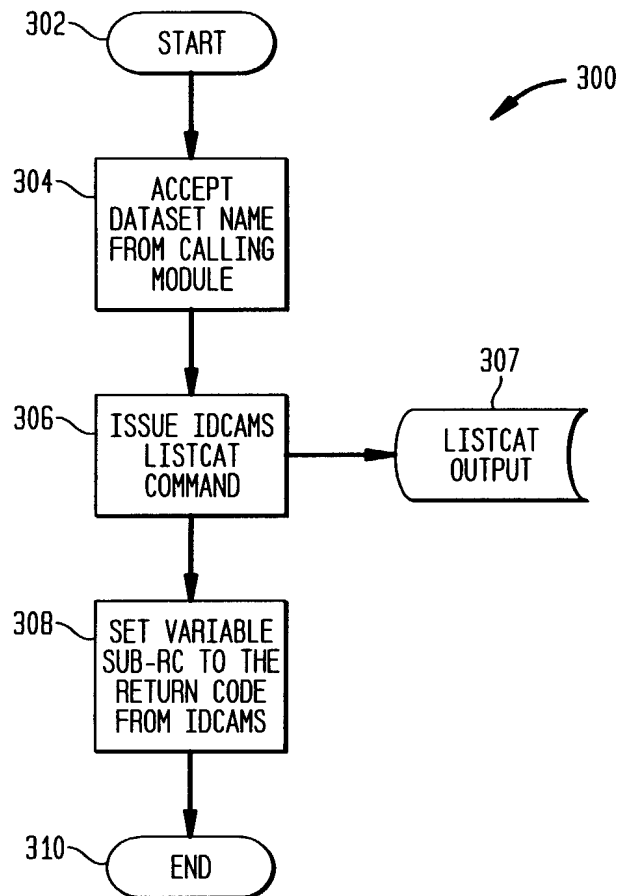 302
START
300
304
ACCEPT
DATASET NAME
FROM CALLING
MODULE
306
ISSUE IDCAMS
LISTCAT
COMMAND
307
LISTCAT
OUTPUT
308
SET VARIABLE
SUB-RC TO THE
RETURN CODE
FROM IDCAMS
310
END